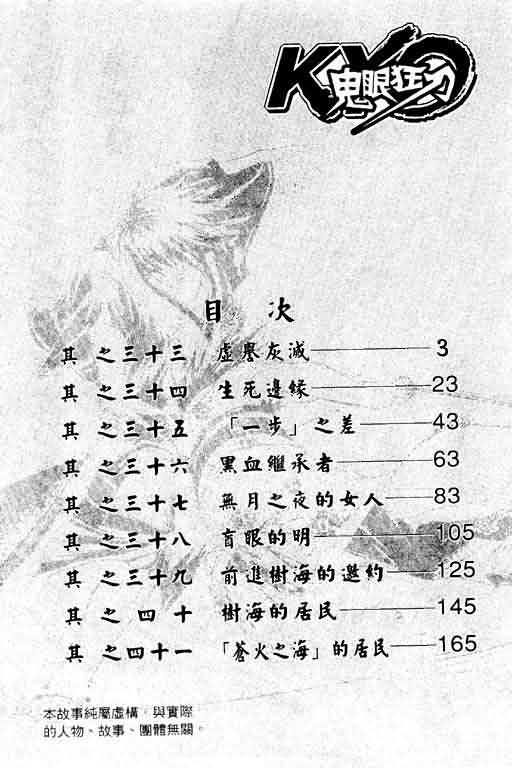 KYO
鬼眼狂刀
目次
其之三十三 虛譽灰滅 3
其之三十四 生死邊緣 23
其之三十五 「一步」之差 43
其之三十六 黑血繼承者 63
其之三十七 無月之夜的女人 83
其之三十八 盲眼的明 105
其之三十九 前進樹海的邀約 125
其之四十 樹海的居民 145
其之四十一 「蒼火之海」的居民 165
本故事純屬虛構，與實際
的人物、故事、團體無關。